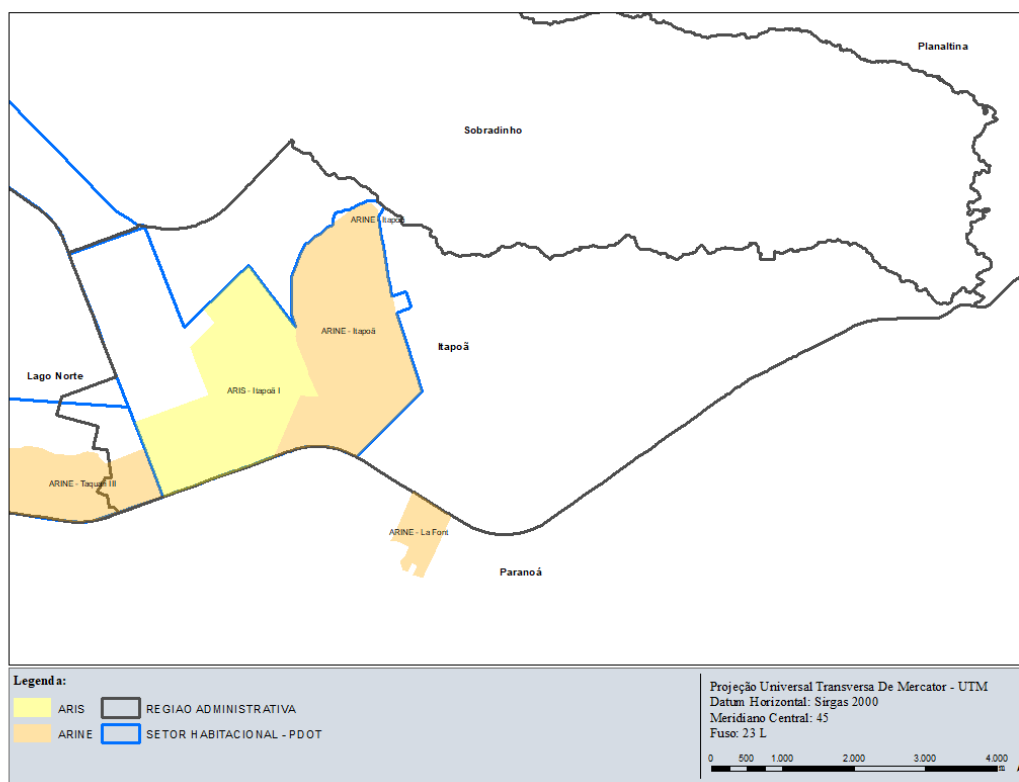 Planaltina
Sobradinho
ARINE - Itapoã
ARINE - Itapoã
Itapoã
Lago Norte
ARIS - Itapoã I
ARINE - Taquari III
ARINE - La Font
Paranoá
Legenda:
ARIS
REGIAO ADMINISTRATIVA
ARINE
SETOR HABITACIONAL - PDOT
Projeção Universal Transversa De Mercator - UTM
Datum Horizontal: Sirgas 2000
Meridiano Central: 45
Fuso: 23 L
0 500 1.000 2.000 3.000 4.000